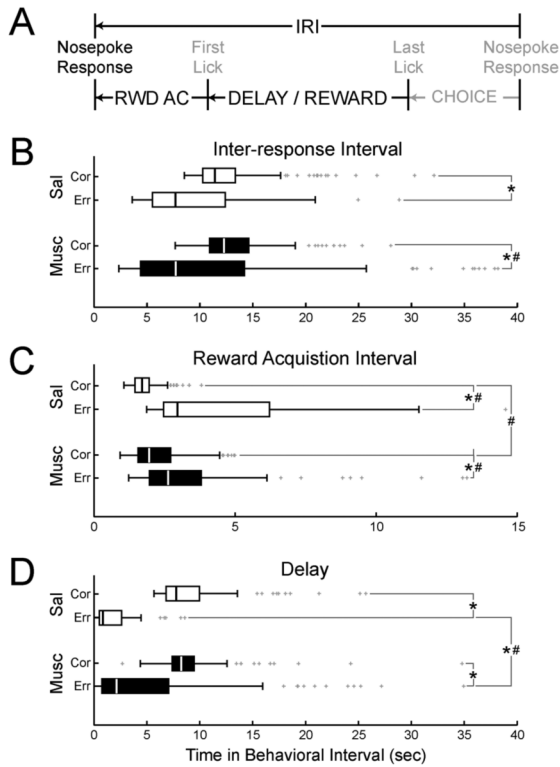 A
IRI
Nosepoke Response First Lick Last Lick Nosepoke Response
RWD AC DELAY / REWARD CHOICE
B
Inter-response Interval
Sal
Cor
*
Err
Musc
Cor
*#
Err
0 5 10 15 20 25 30 35 40
C
Reward Acquistion Interval
Sal
Cor
*#
Err
#
Musc
Cor
*#
Err
0 5 10 15
D
Delay
Sal
Cor
*
Err
*#
Musc
Cor
*
Err
0 5 10 15 20 25 30 35 40
Time in Behavioral Interval (sec)